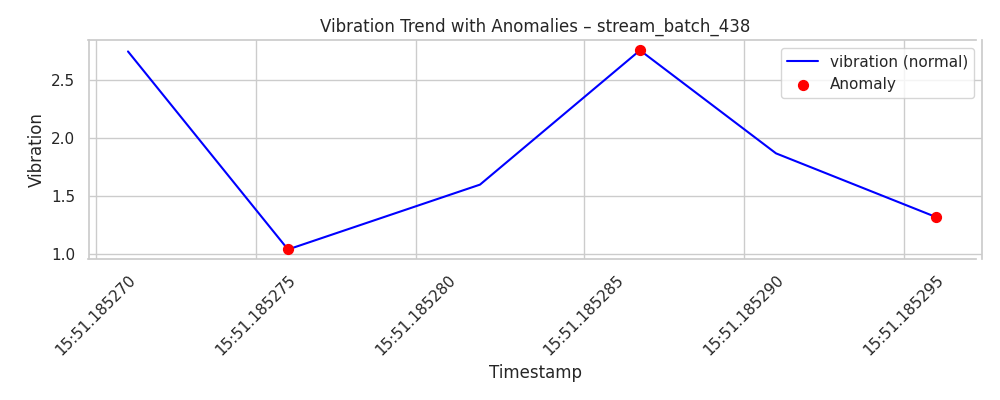 Vibration Trend with Anomalies – stream_batch_438
vibration (normal)
Anomaly
Vibration
2.5
2.0
1.5
1.0
15:51.185270
15:51.185275
15:51.185280
15:51.185285
15:51.185290
15:51.185295
Timestamp